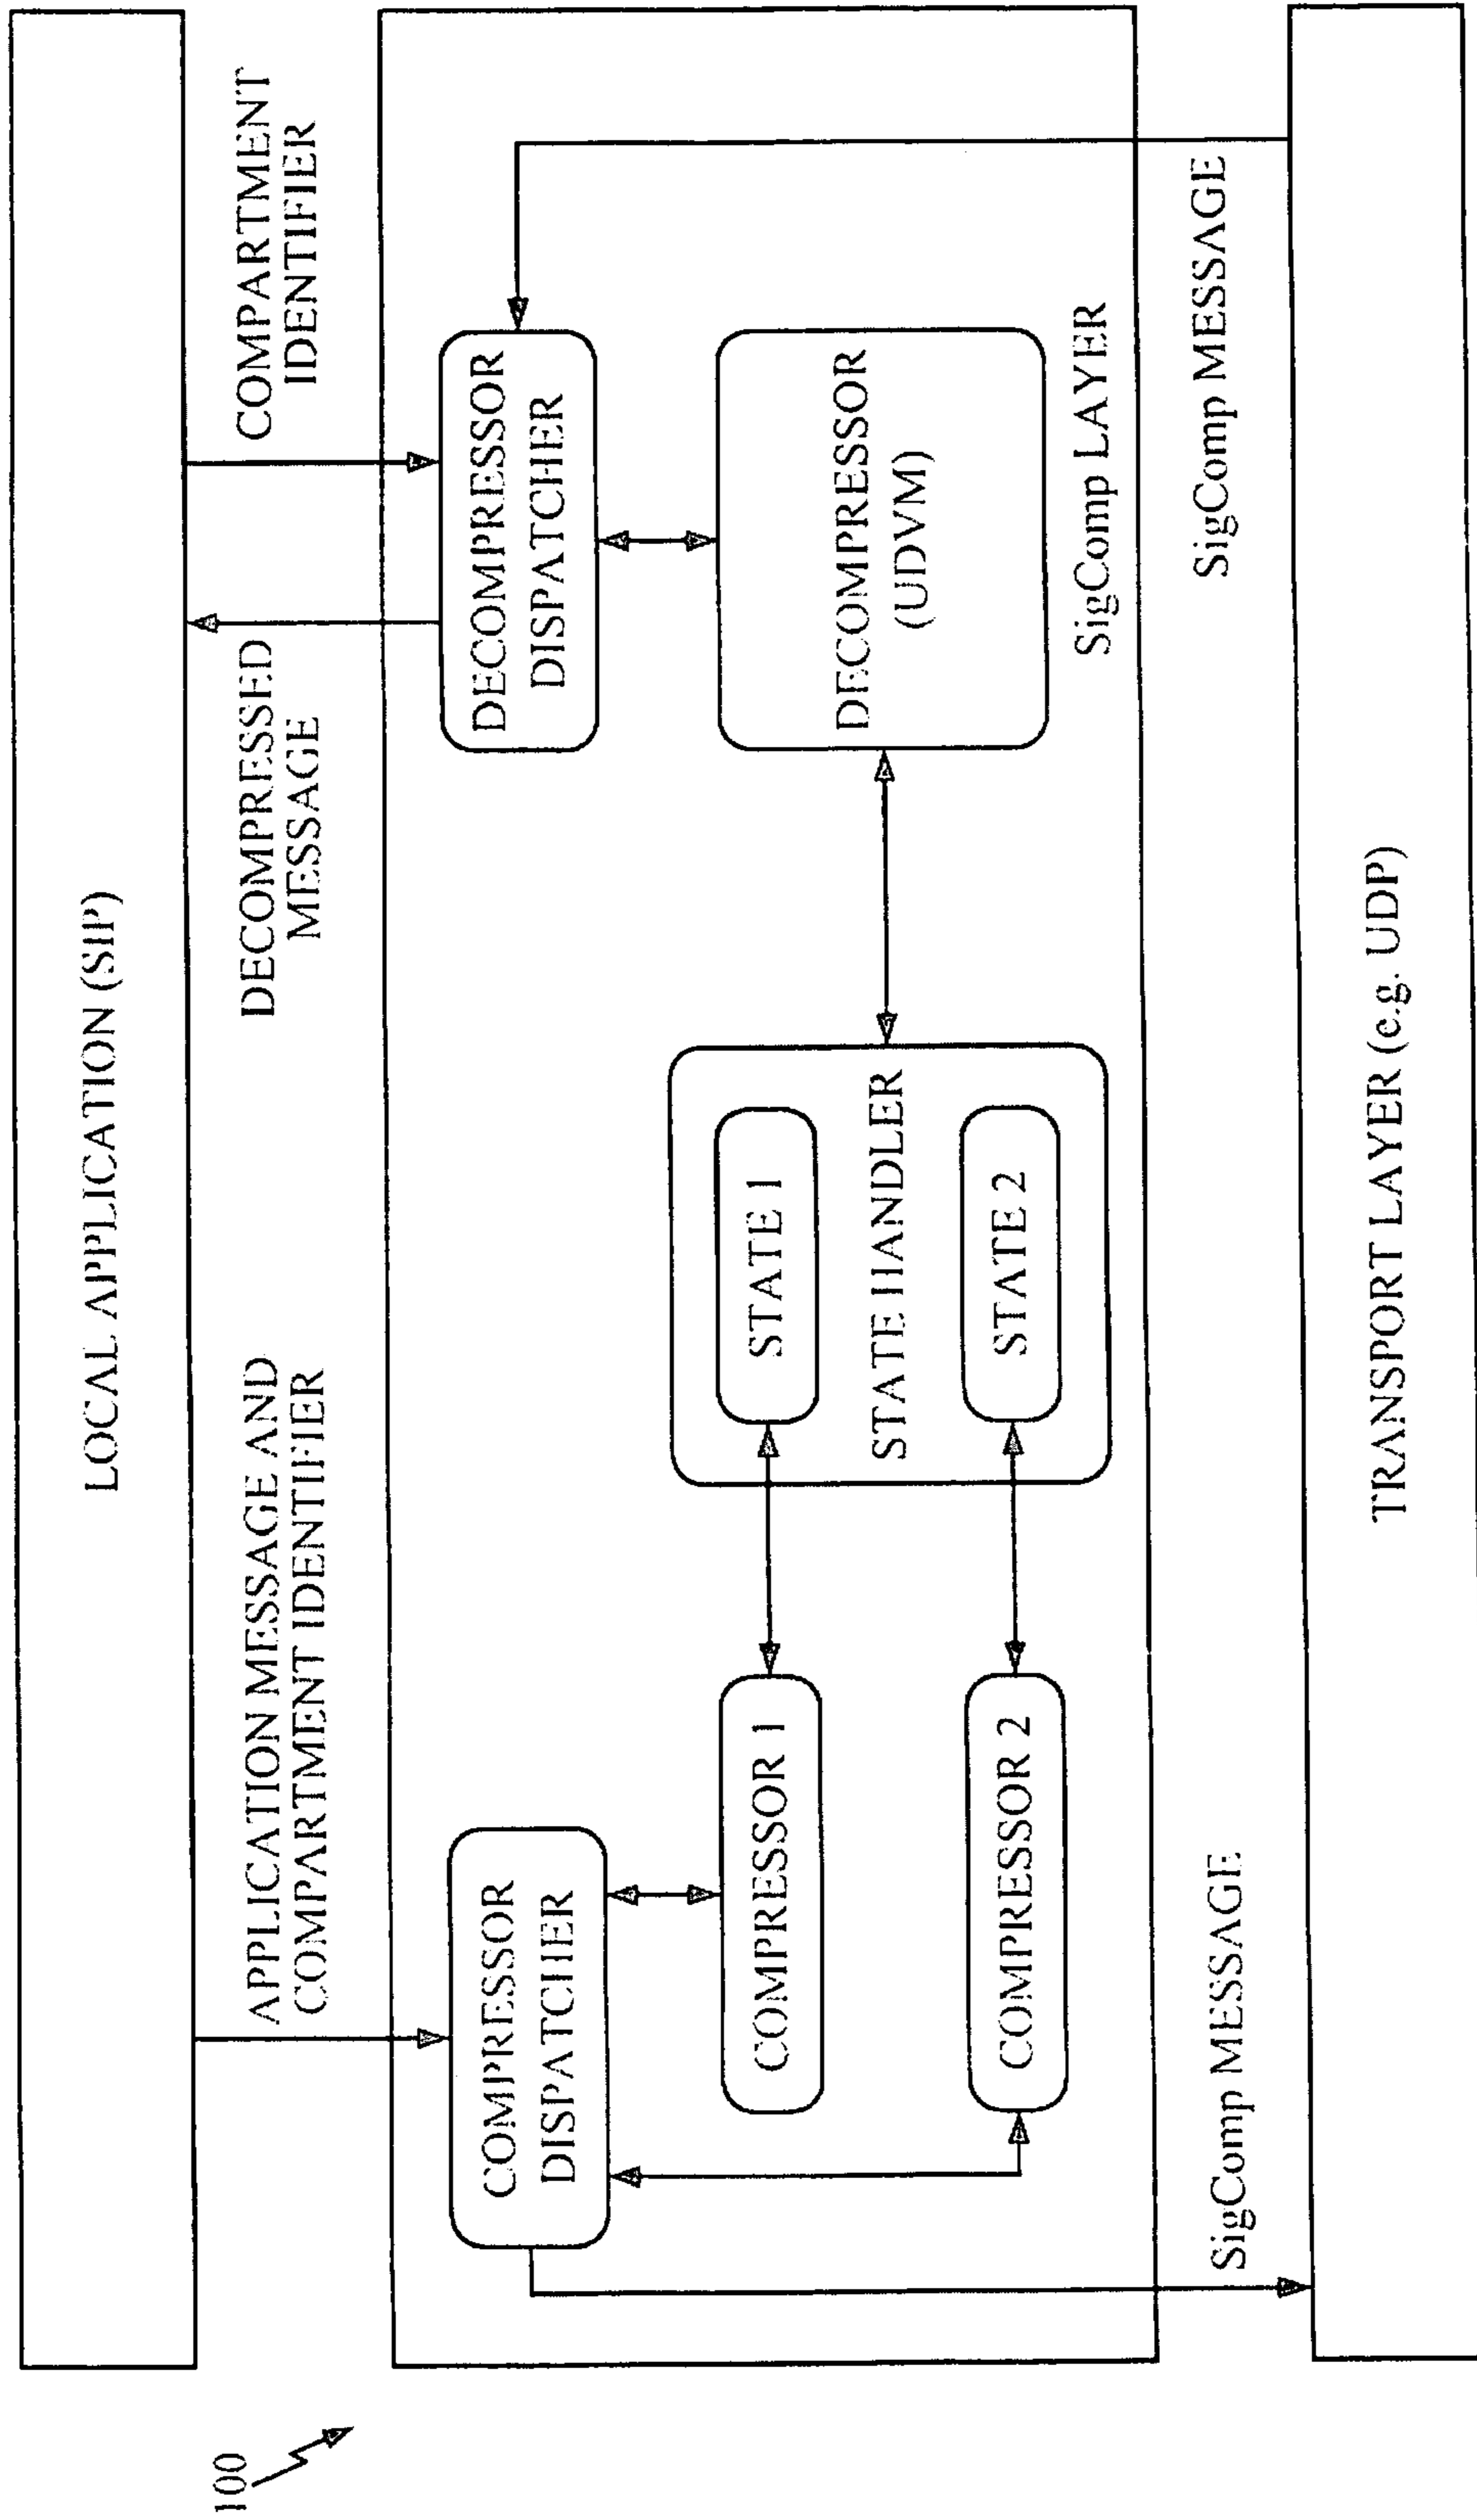 100
LOCAL APPLICATION (SIP)
APPLICATION MESSAGE AND
COMPARTMENT IDENTIFIER
DECOMPRESSED
MESSAGE
COMPARTMENT
IDENTIFIER
COMPRESSOR
DISPATCHER
DECOMPRESSOR
DISPATCHER
COMPRESSOR 1
STATE 1
STATE HANDLER
DECOMPRESSOR
(UDVM)
COMPRESSOR 2
STATE 2
SigComp LAYER
SigComp MESSAGE
SigComp MESSAGE
TRANSPORT LAYER (e.g. UDP)